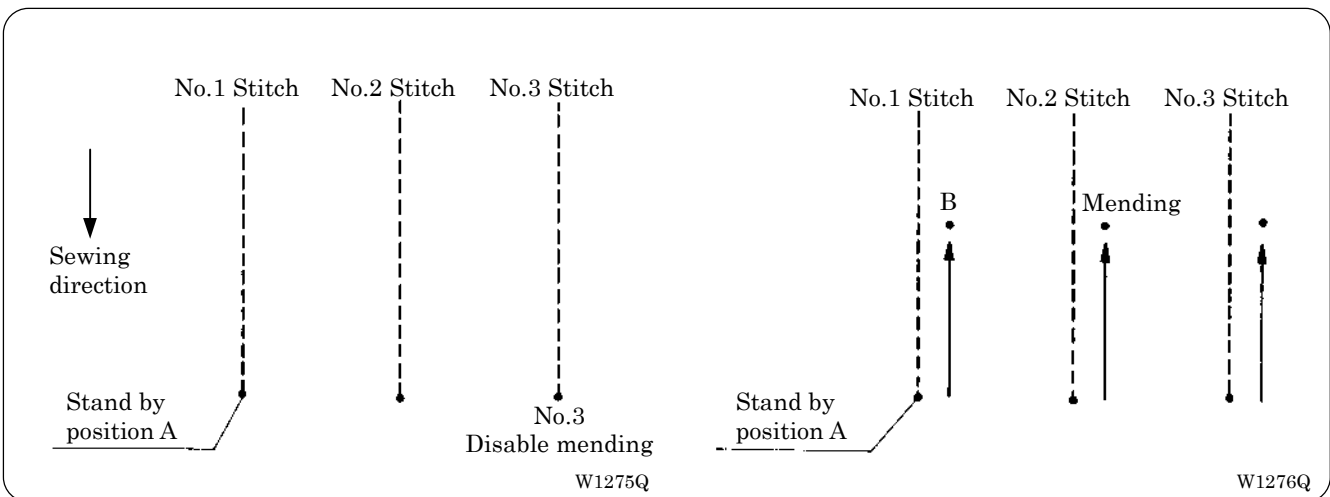 No.1 Stitch
No.2 Stitch
No.3 Stitch
Sewing
direction
Stand by
position A
No.3
Disable mending
W1275Q
No.1 Stitch
No.2 Stitch
No.3 Stitch
B
Mending
Stand by
position A
W1276Q